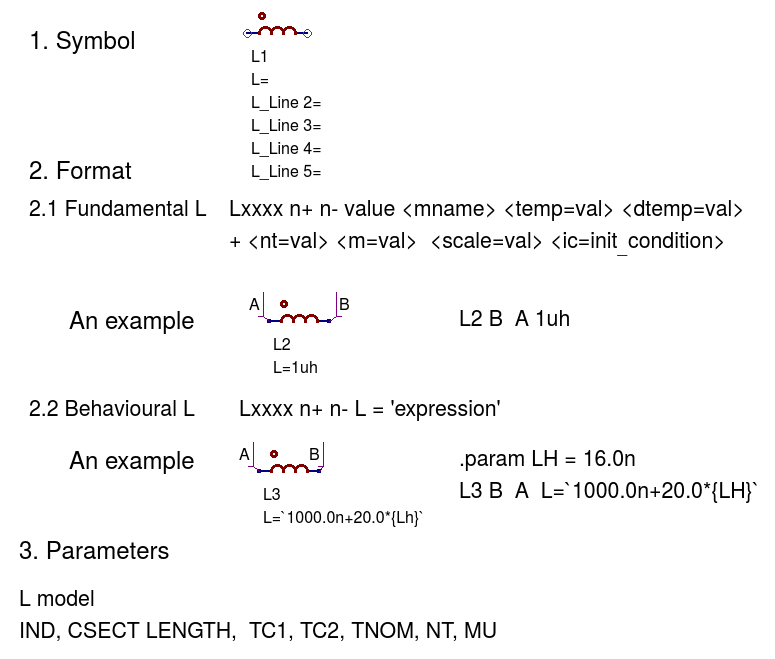 1. Symbol
L1
L=
L_Line 2=
L_Line 3=
L_Line 4=
L_Line 5=
2. Format
2.1 Fundamental L Lxxxx n+ n- value <mname> <temp=val> <dtemp=val>
+ <nt=val> <m=val> <scale=val> <ic=init_condition>
An example A B L2 B A 1uh
L2
L=1uh
2.2 Behavioural L Lxxxx n+ n- L = 'expression'
An example A B .param LH = 16.0n
L3 B A L=`1000.0n+20.0*{LH}`
L3
L=`1000.0n+20.0*{Lh}`
3. Parameters
L model
IND, CSECT LENGTH, TC1, TC2, TNOM, NT, MU